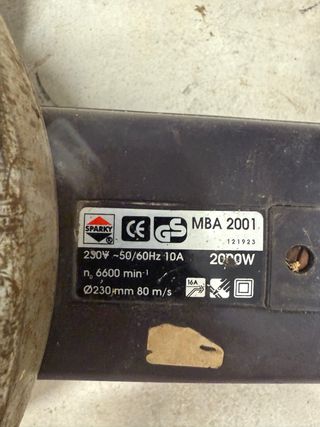 SPARKY CE GS MBA 2001
121923
230V ~50/60Hz 10A 2000W
n₀ 6600 min⁻¹ 16A
Ø230 mm 80 m/s